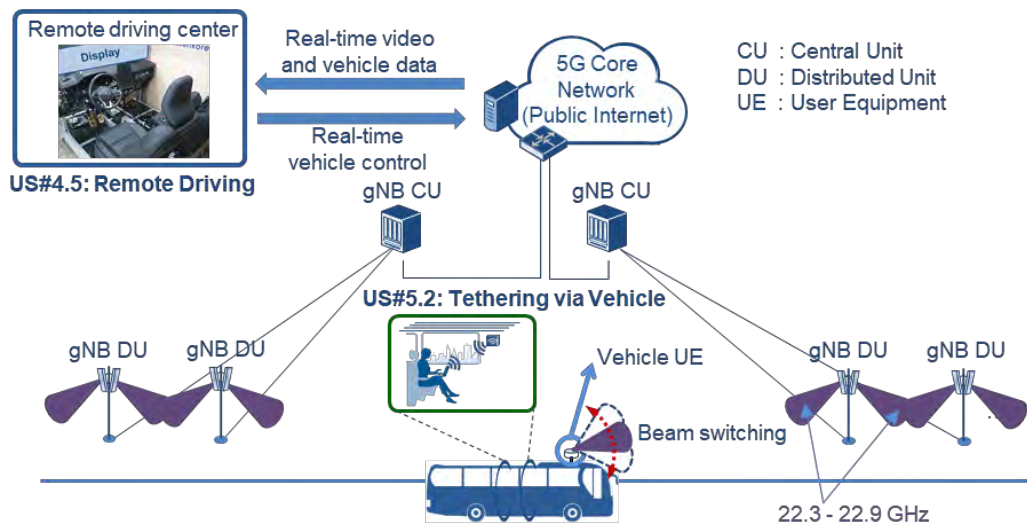 Remote driving center
Display
Real-time video
and vehicle data
Real-time
vehicle control
5G Core
Network
(Public Internet)
CU : Central Unit
DU : Distributed Unit
UE : User Equipment
US#4.5: Remote Driving
gNB CU
gNB CU
US#5.2: Tethering via Vehicle
gNB DU
gNB DU
Vehicle UE
gNB DU
gNB DU
Beam switching
...
22.3 - 22.9 GHz